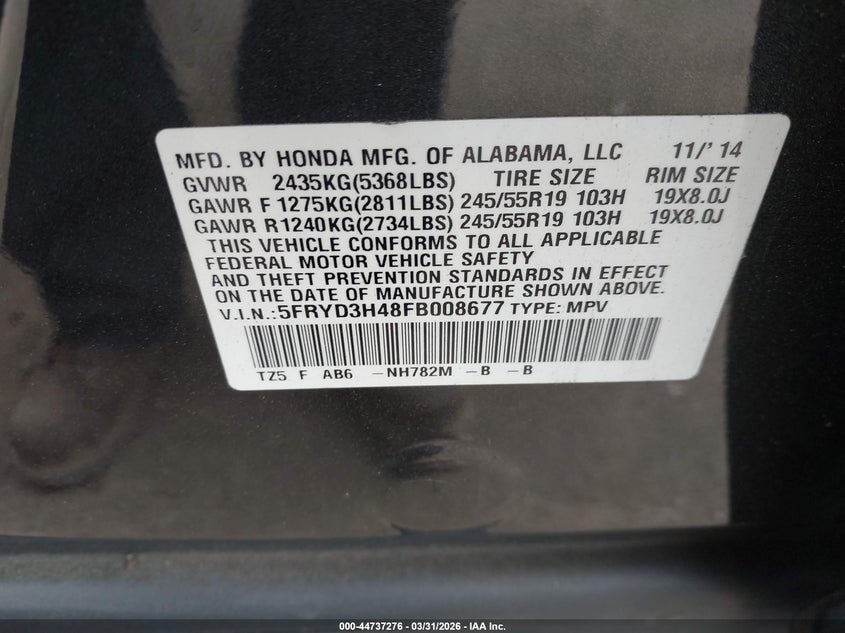 MFD. BY HONDA MFG. OF ALABAMA, LLC 11/' 14
GVWR 2435KG(5368LBS) TIRE SIZE RIM SIZE
GAWR F 1275KG(2811LBS) 245/55R19 103H 19X8.0J
GAWR R1240KG(2734LBS) 245/55R19 103H 19X8.0J
THIS VEHICLE CONFORMS TO ALL APPLICABLE
FEDERAL MOTOR VEHICLE SAFETY
AND THEFT PREVENTION STANDARDS IN EFFECT
ON THE DATE OF MANUFACTURE SHOWN ABOVE.
V.I.N.:5FRYD3H48FB008677 TYPE: MPV
TZ5 F AB6 -NH782M -B -B
000-44737276 - 03/31/2026 - IAA Inc.